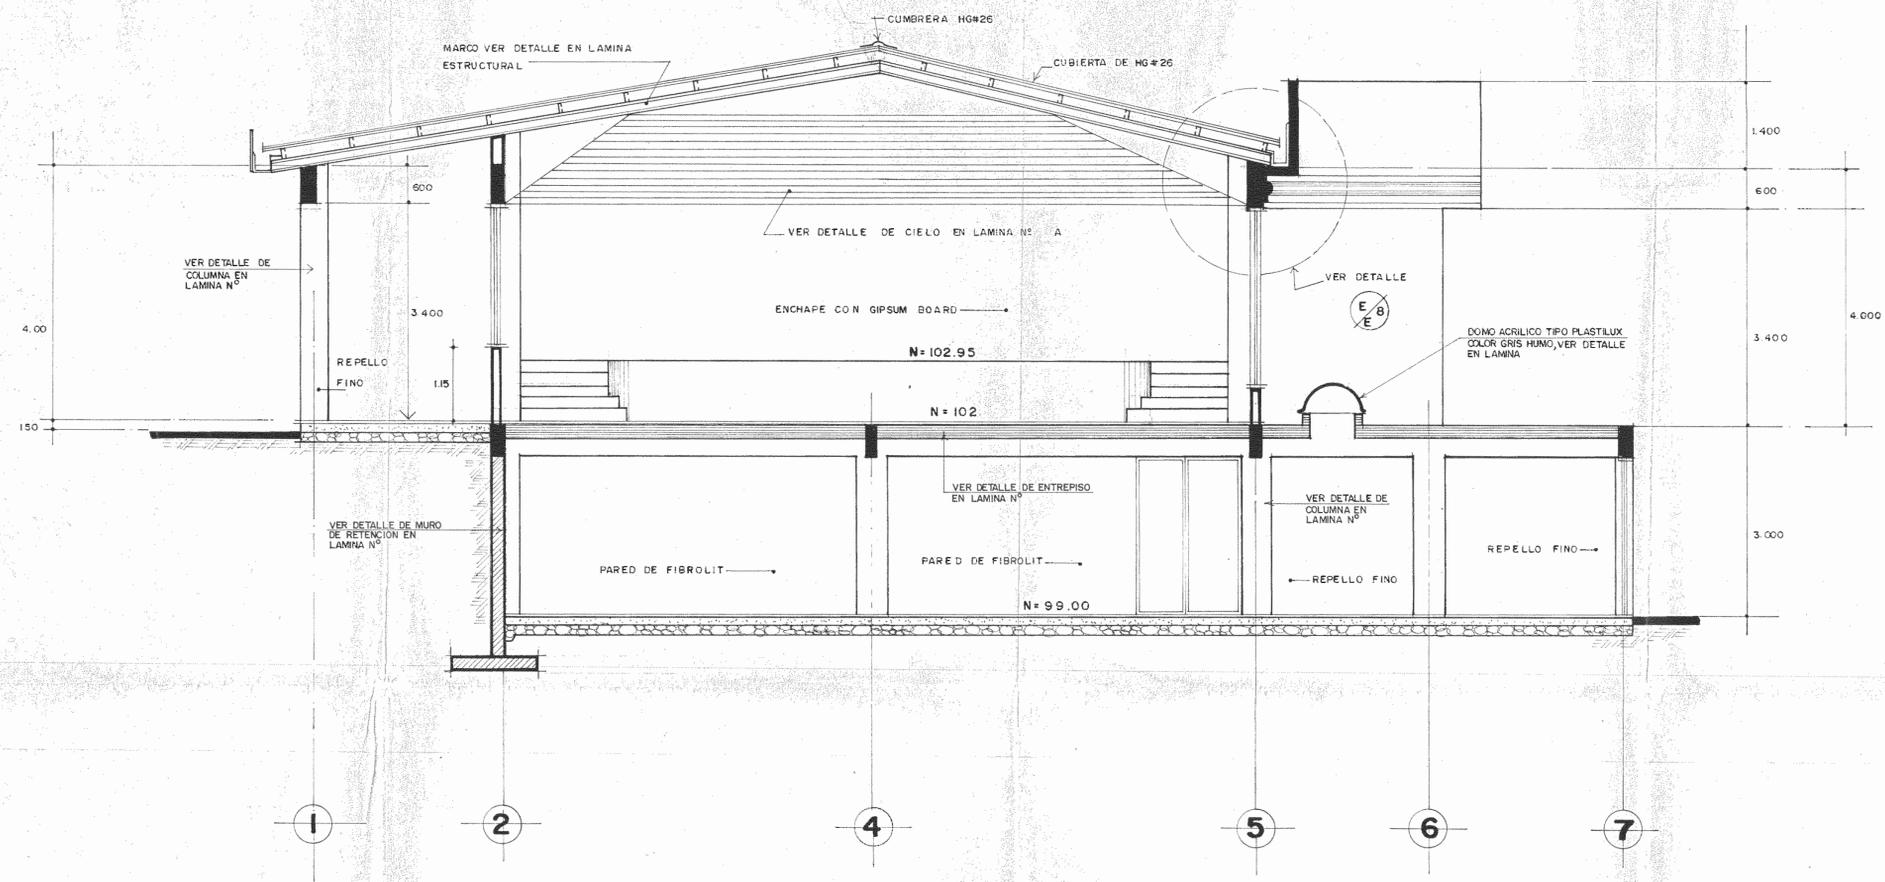 CUMBRERA HG#26
MARCO VER DETALLE EN LAMINA
ESTRUCTURAL
CUBIERTA DE HG#26
1.400
600
600
VER DETALLE DE CIELO EN LAMINA Nº A
VER DETALLE DE
COLUMNA EN
LAMINA Nº
VER DETALLE
E/8
E
ENCHAPE CON GIPSUM BOARD
3.400
4.00
4.000
DOMO ACRILICO TIPO PLASTILUX
COLOR GRIS HUMO, VER DETALLE
EN LAMINA
3.400
N=102.95
REPELLO
FINO
1.15
N=102
150
VER DETALLE DE ENTREPISO
EN LAMINA Nº
VER DETALLE DE
COLUMNA EN
LAMINA Nº
VER DETALLE DE MURO
DE RETENCION EN
LAMINA Nº
3.000
REPELLO FINO
PARED DE FIBROLIT
PARED DE FIBROLIT
REPELLO FINO
N=99.00
1
2
4
5
6
7